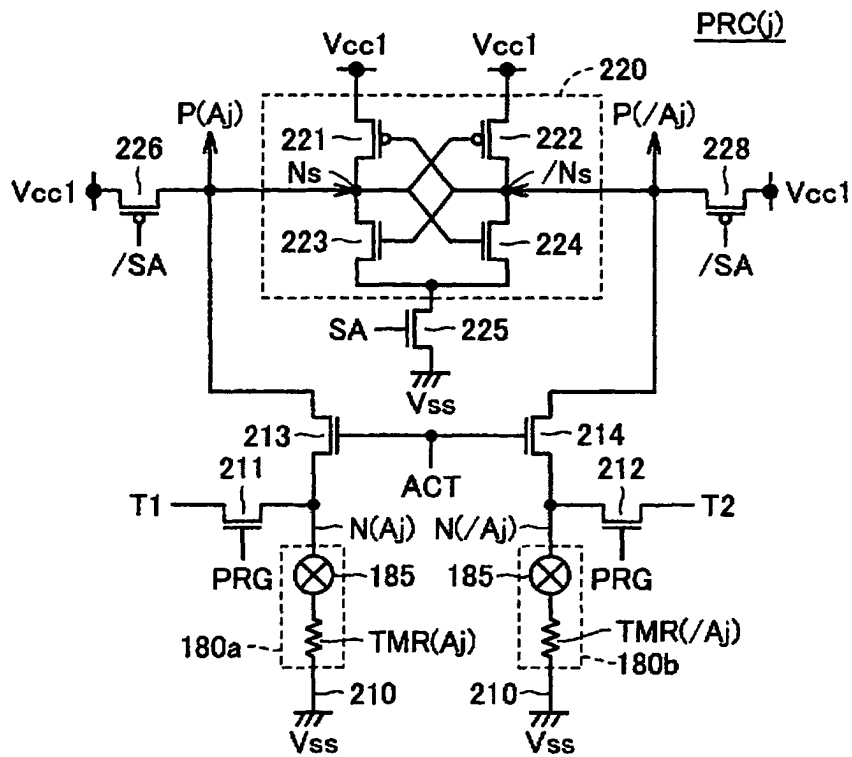 PRC(j)
Vcc1
Vcc1
220
P(Aj)
P(/Aj)
221
222
226
228
Vcc1
Ns
/Ns
Vcc1
223
224
/SA
/SA
SA
225
Vss
213
214
211
212
ACT
T1
T2
N(Aj)
N(/Aj)
PRG
185
185
PRG
TMR(Aj)
TMR(/Aj)
180a
180b
210
210
Vss
Vss